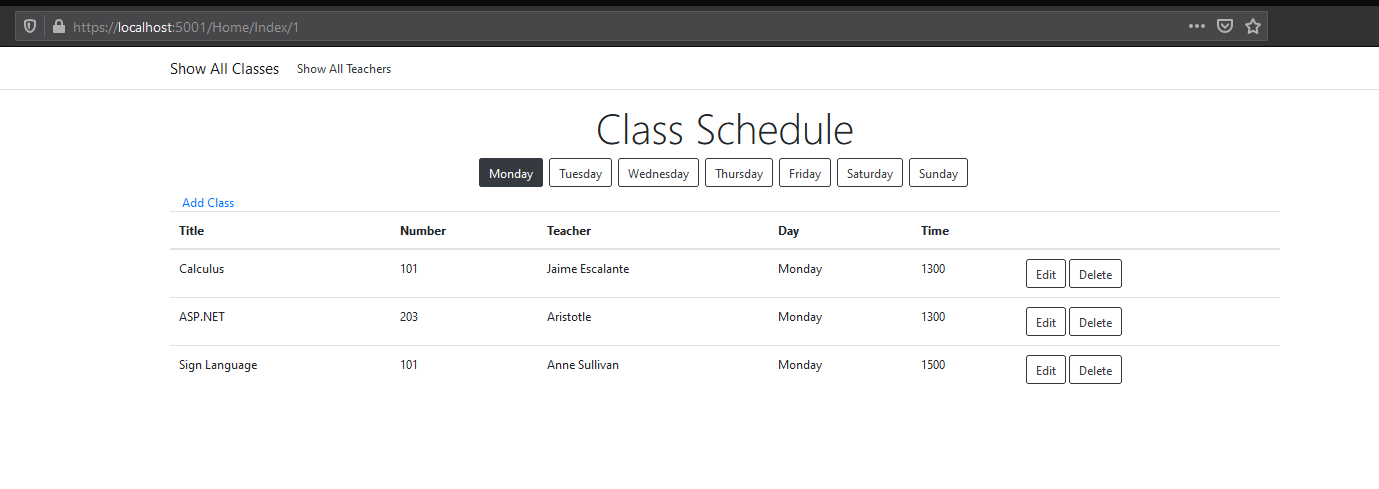 https://localhost:5001/Home/Index/1
Show All Classes Show All Teachers
Class Schedule
Monday Tuesday Wednesday Thursday Friday Saturday Sunday
Add Class
Title Number Teacher Day Time
Calculus 101 Jaime Escalante Monday 1300 Edit Delete
ASP.NET 203 Aristotle Monday 1300 Edit Delete
Sign Language 101 Anne Sullivan Monday 1500 Edit Delete